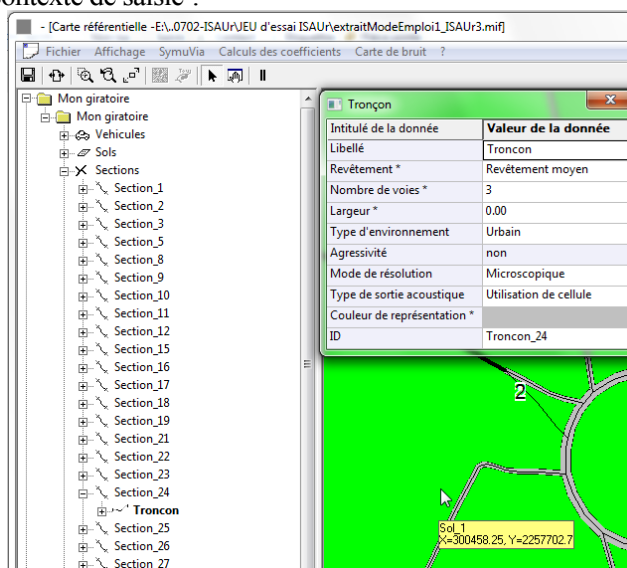 contexte de saisie :
- [Carte référentielle -E:\..0702-ISAUr\JEU d'essai ISAUr\extraitModeEmploi1_ISAUr3.mif]
Fichier Affichage SymuVia Calculs des coefficients Carte de bruit ?
Mon giratoire
Mon giratoire
Vehicules
Sols
Sections
Section_1
Section_2
Section_3
Section_5
Section_8
Section_9
Section_10
Section_11
Section_12
Section_15
Section_16
Section_17
Section_18
Section_19
Section_21
Section_22
Section_23
Section_24
Troncon
Section_25
Section_26
Section_27
Tronçon
Intitulé de la donnée Valeur de la donnée
Libellé Troncon
Revêtement * Revêtement moyen
Nombre de voies * 3
Largeur * 0.00
Type d'environnement Urbain
Agressivité non
Mode de résolution Microscopique
Type de sortie acoustique Utilisation de cellule
Couleur de représentation *
ID Troncon_24
2
Sol_1
X=300458.25, Y=2257702.7